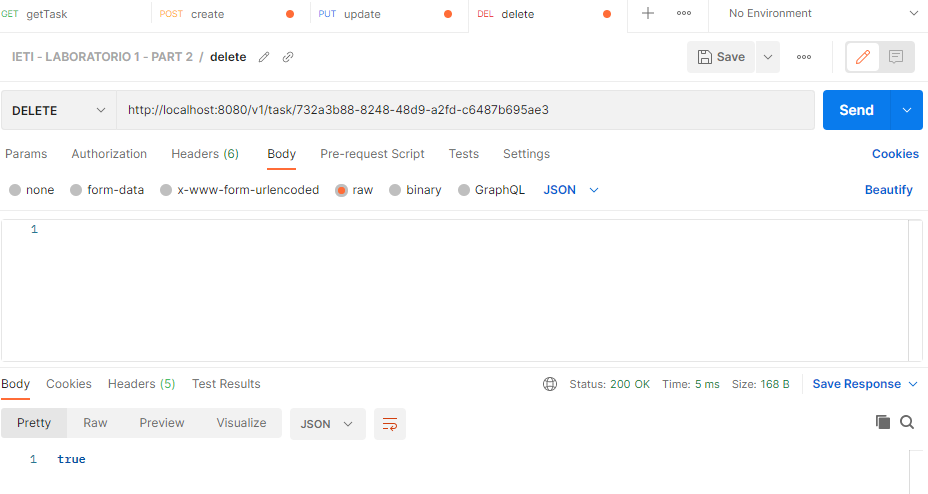 GET getTask POST create PUT update DEL delete No Environment
IETI - LABORATORIO 1 - PART 2 / delete Save
DELETE http://localhost:8080/v1/task/732a3b88-8248-48d9-a2fd-c6487b695ae3 Send
Params Authorization Headers (6) Body Pre-request Script Tests Settings Cookies
none form-data x-www-form-urlencoded raw binary GraphQL JSON Beautify
1
Body Cookies Headers (5) Test Results Status: 200 OK Time: 5 ms Size: 168 B Save Response
Pretty Raw Preview Visualize JSON
1 true